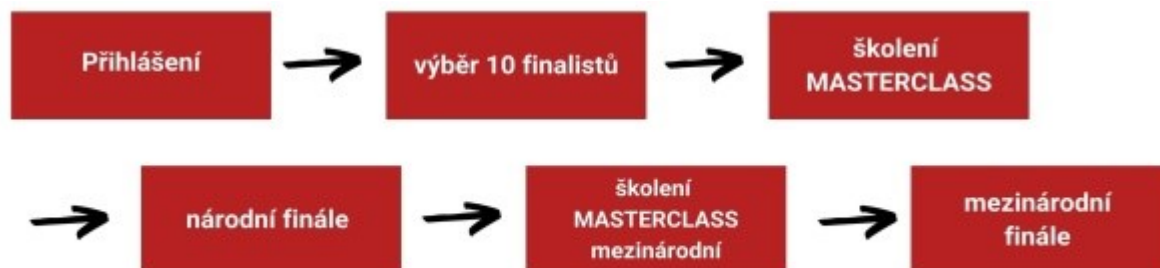 Přihlášení
výběr 10 finalistů
školení
MASTERCLASS
národní finále
školení
MASTERCLASS
mezinárodní
mezinárodní
finále